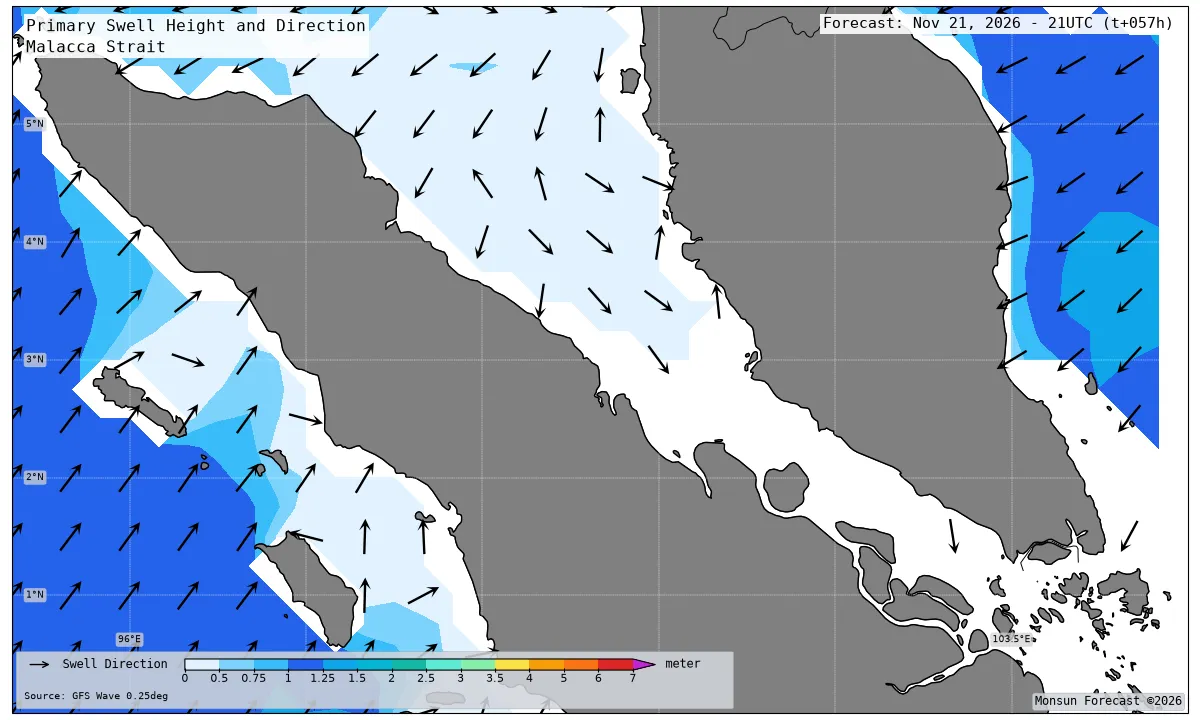 Primary Swell Height and Direction
Malacca Strait
Forecast: Nov 21, 2026 - 21UTC (t+057h)
5°N
4°N
3°N
2°N
1°N
96°E
103.5°E
Swell Direction
meter
0 0.5 0.75 1 1.25 1.5 2 2.5 3 3.5 4 5 6 7
Source: GFS Wave 0.25deg
Monsun Forecast ©2026